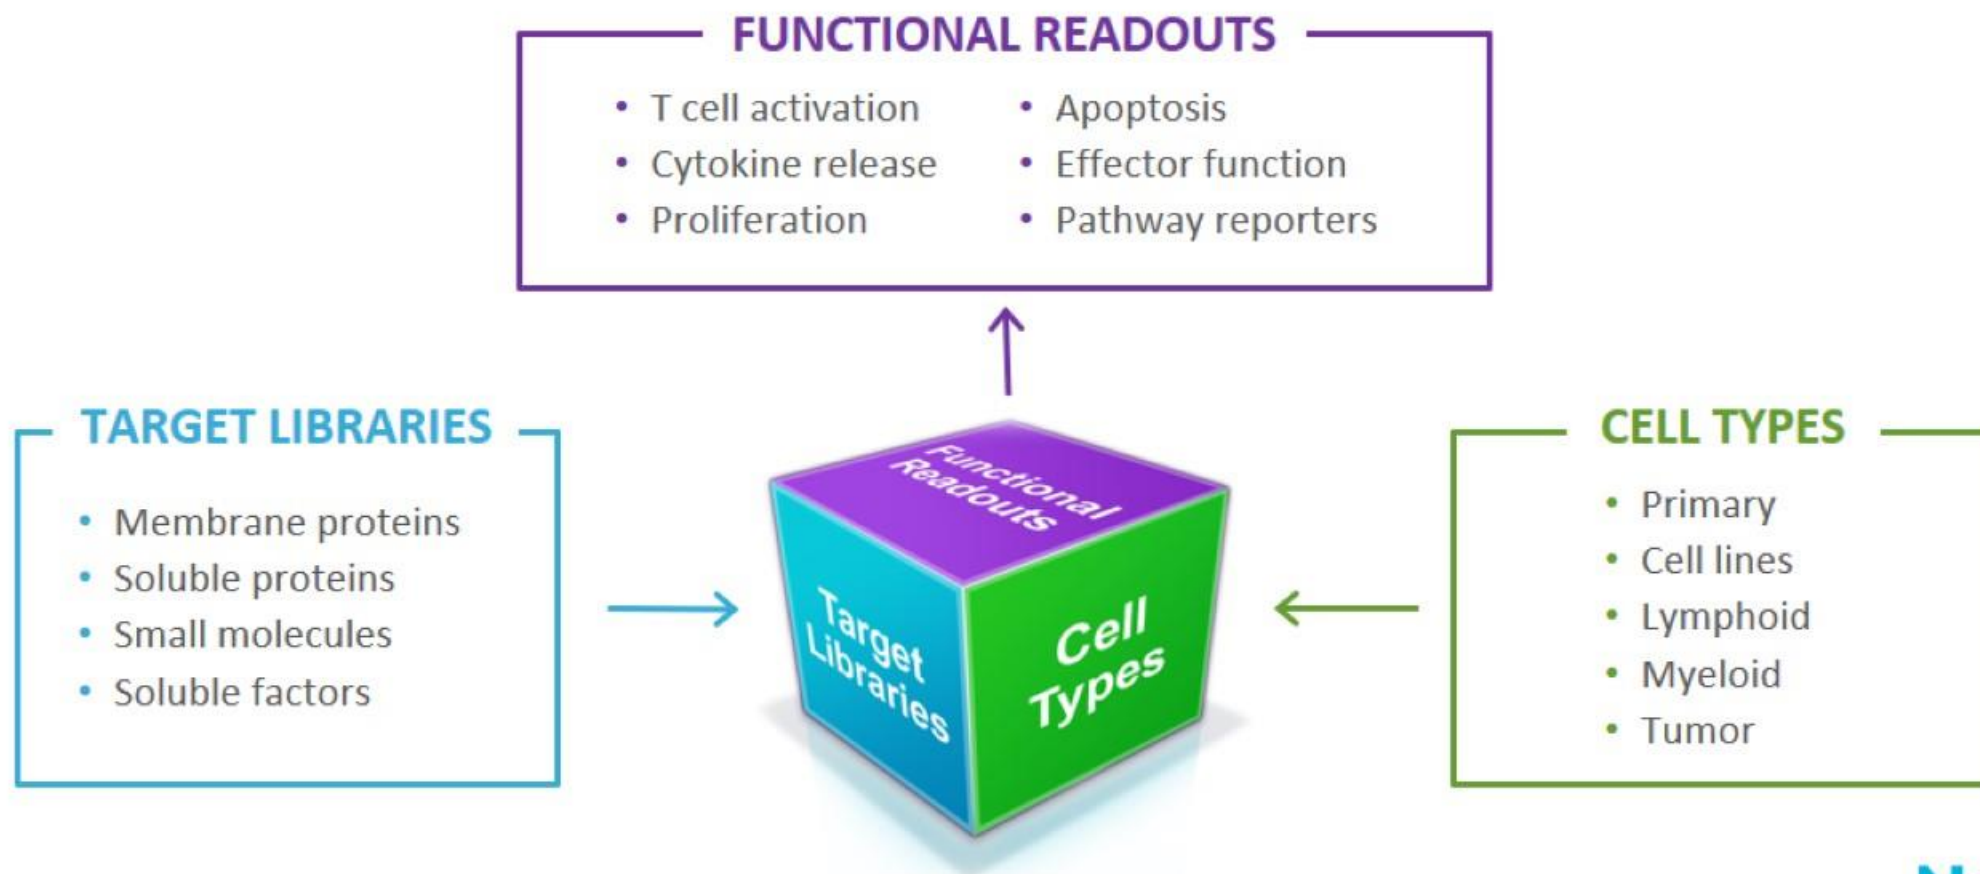 FUNCTIONAL READOUTS
• T cell activation
• Cytokine release
• Proliferation
• Apoptosis
• Effector function
• Pathway reporters
TARGET LIBRARIES
• Membrane proteins
• Soluble proteins
• Small molecules
• Soluble factors
Functional
Readouts
Target
Libraries
Cell
Types
CELL TYPES
• Primary
• Cell lines
• Lymphoid
• Myeloid
• Tumor